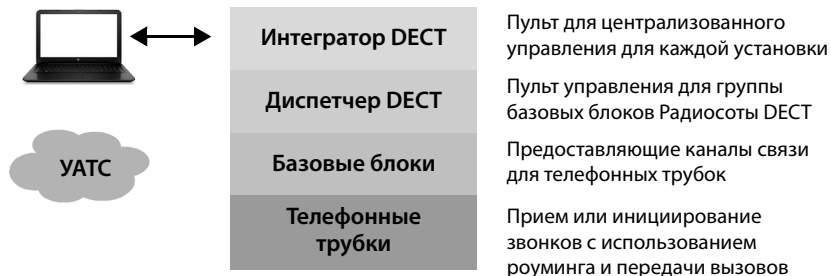 Интегратор DECT
Пульт для централизованного
управления для каждой установки
Диспетчер DECT
Пульт управления для группы
базовых блоков Радиосоты DECT
УАТС
Базовые блоки
Предоставляющие каналы связи
для телефонных трубок
Телефонные
трубки
Прием или инициирование
звонков с использованием
роуминга и передачи вызовов